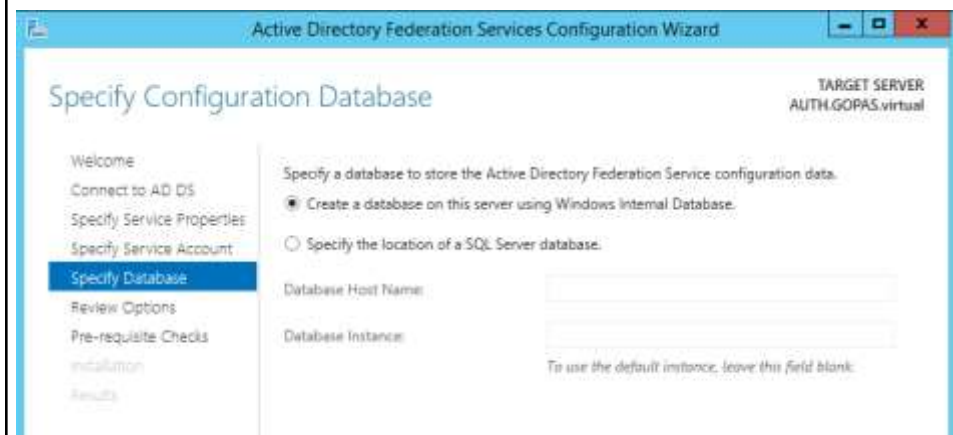 Active Directory Federation Services Configuration Wizard
Specify Configuration Database
TARGET SERVER
AUTH.GOPAS.virtual
Welcome
Connect to AD DS
Specify Service Properties
Specify Service Account
Specify Database
Review Options
Pre-requisite Checks
Installation
Results
Specify a database to store the Active Directory Federation Service configuration data.
Create a database on this server using Windows Internal Database.
Specify the location of a SQL Server database.
Database Host Name:
Database Instance:
To use the default instance, leave this field blank.